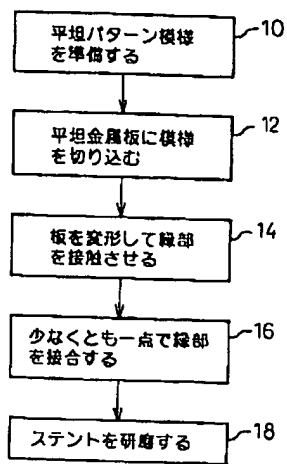 平坦パターン模様
を準備する
10
平坦金属板に模様
を切り込む
12
板を変形して縁部
を接触させる
14
少なくとも一点で縁部
を接合する
16
ステントを研磨する
18